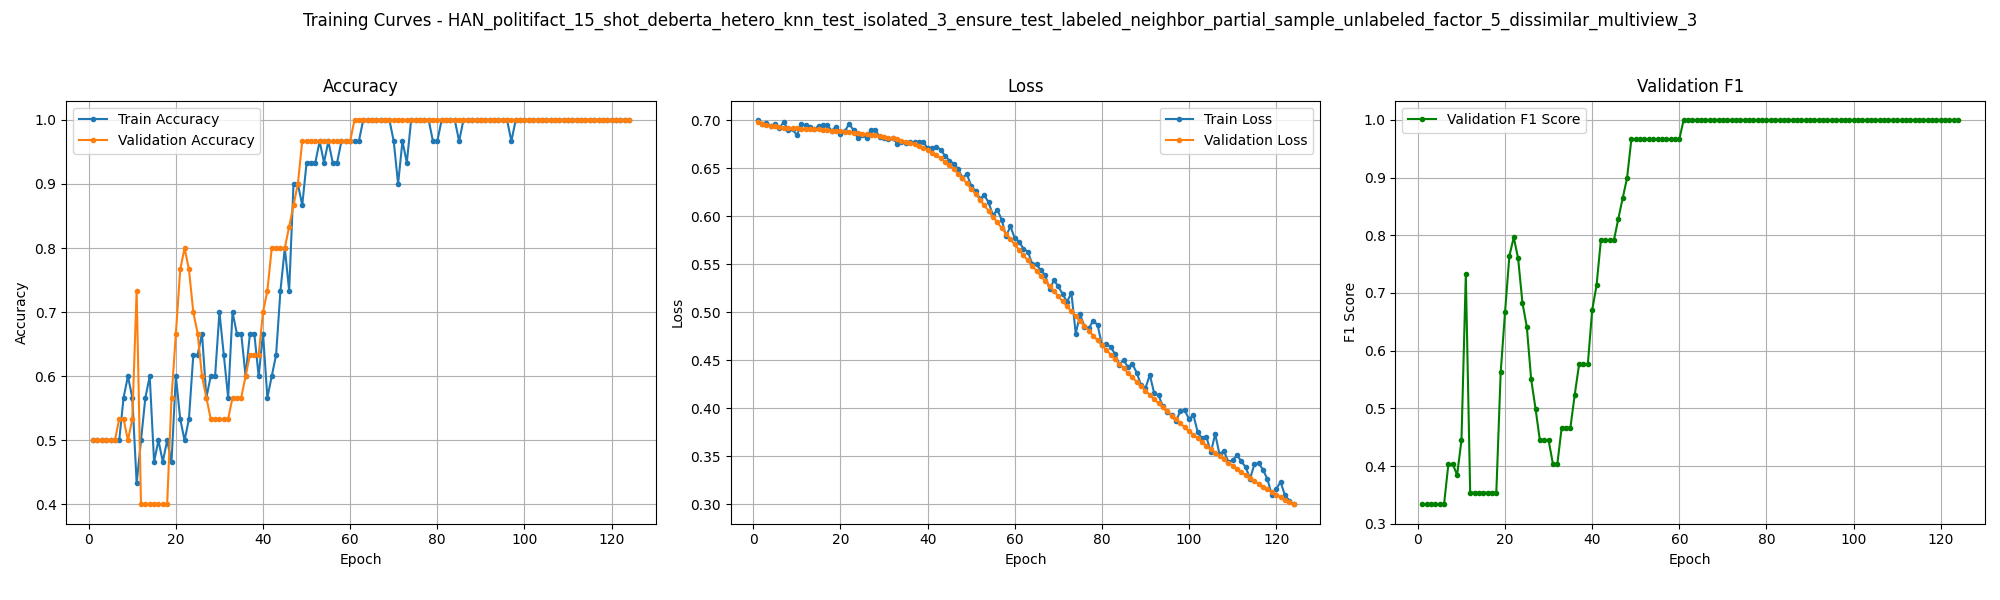 Training Curves - HAN_politifact_15_shot_deberta_hetero_knn_test_isolated_3_ensure_test_labeled_neighbor_partial_sample_unlabeled_factor_5_dissimilar_multiview_3
Accuracy
Train Accuracy
Validation Accuracy
Accuracy
1.0
0.9
0.8
0.7
0.6
0.5
0.4
0 20 40 60 80 100 120
Epoch
Loss
Train Loss
Validation Loss
Loss
0.70
0.65
0.60
0.55
0.50
0.45
0.40
0.35
0.30
0 20 40 60 80 100 120
Epoch
Validation F1
Validation F1 Score
F1 Score
1.0
0.9
0.8
0.7
0.6
0.5
0.4
0.3
0 20 40 60 80 100 120
Epoch